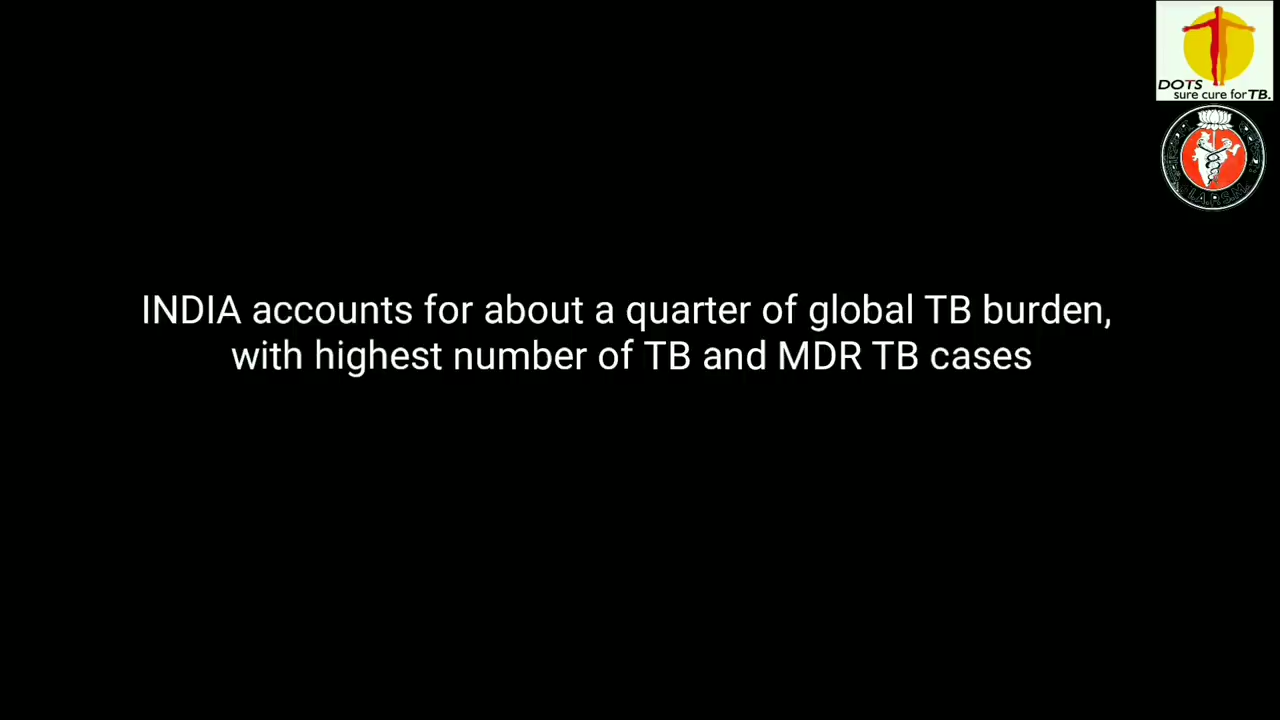 DOTS
sure cure for TB.
I.A.P.S.M.
INDIA accounts for about a quarter of global TB burden,
with highest number of TB and MDR TB cases